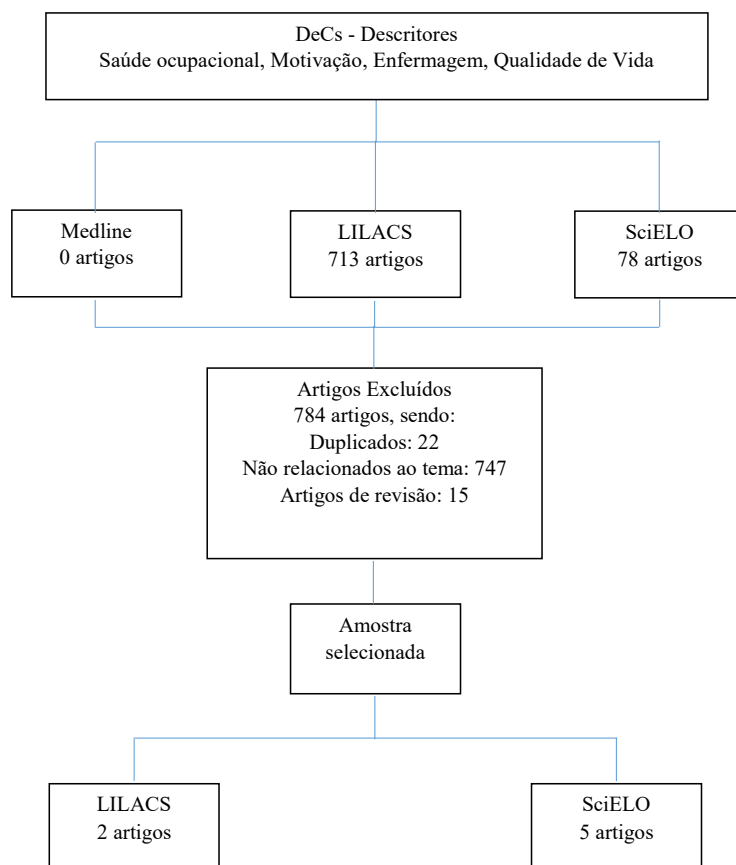 DeCs - Descritores
Saúde ocupacional, Motivação, Enfermagem, Qualidade de Vida
Medline
0 artigos
LILACS
713 artigos
SciELO
78 artigos
Artigos Excluídos
784 artigos, sendo:
Duplicados: 22
Não relacionados ao tema: 747
Artigos de revisão: 15
Amostra
selecionada
LILACS
2 artigos
SciELO
5 artigos